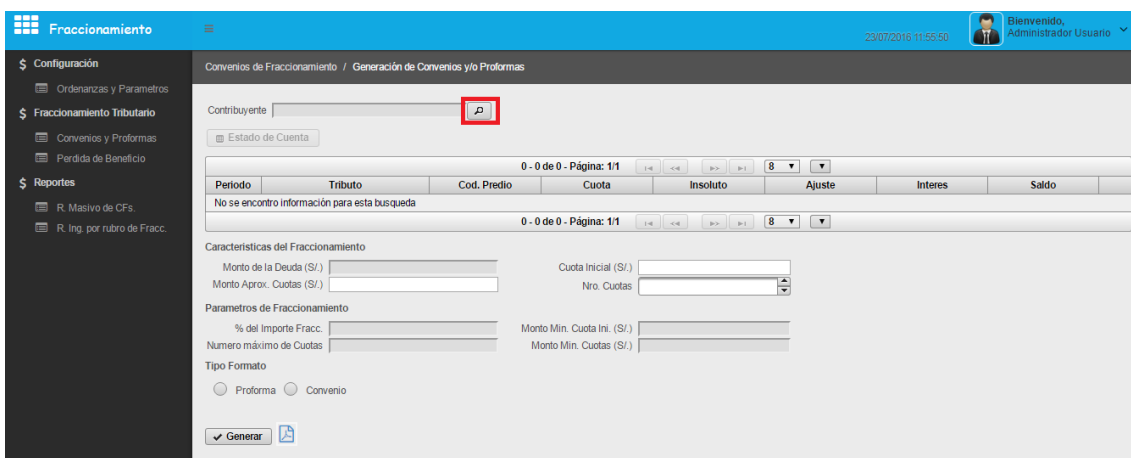 Fraccionamiento
23/07/2016 11:55:50
Bienvenido,
Administrador Usuario
$ Configuración
Ordenanzas y Parametros
$ Fraccionamiento Tributario
Convenios y Proformas
Perdida de Beneficio
$ Reportes
R. Masivo de CFs.
R. Ing. por rubro de Fracc.
Convenios de Fraccionamiento / Generación de Convenios y/o Proformas
Contribuyente
Estado de Cuenta
0 - 0 de 0 - Página: 1/1 8
Periodo Tributo Cod. Predio Cuota Insoluto Ajuste Interes Saldo
No se encontro información para esta busqueda
0 - 0 de 0 - Página: 1/1 8
Caracteristicas del Fraccionamiento
Monto de la Deuda (S/.) Cuota Inicial (S/.)
Monto Aprox. Cuotas (S/.) Nro. Cuotas
Parametros de Fraccionamiento
% del Importe Fracc. Monto Min. Cuota Ini. (S/.)
Numero máximo de Cuotas Monto Min. Cuotas (S/.)
Tipo Formato
Proforma Convenio
Generar